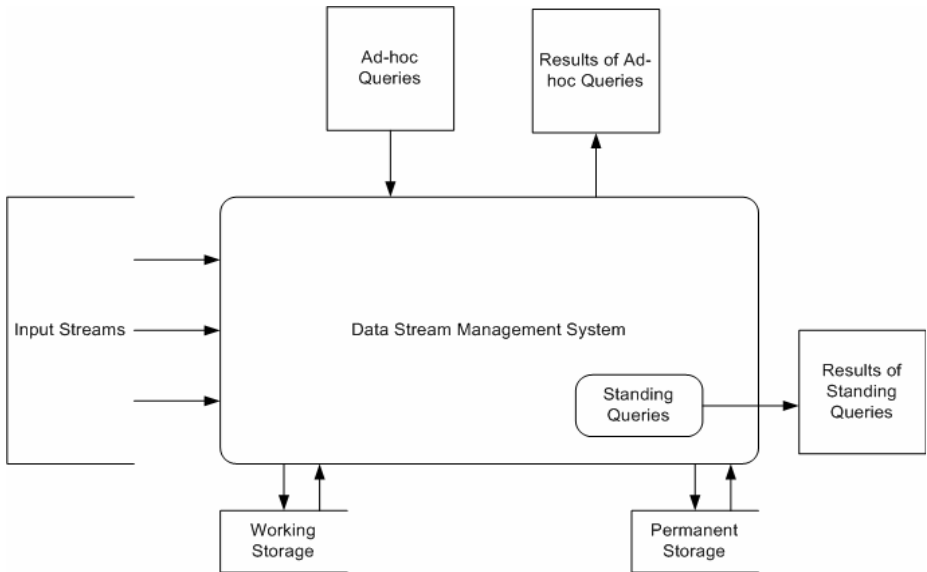 Ad-hoc
Queries
Results of Ad-
hoc Queries
Input Streams
Data Stream Management System
Standing
Queries
Results of
Standing
Queries
Working
Storage
Permanent
Storage